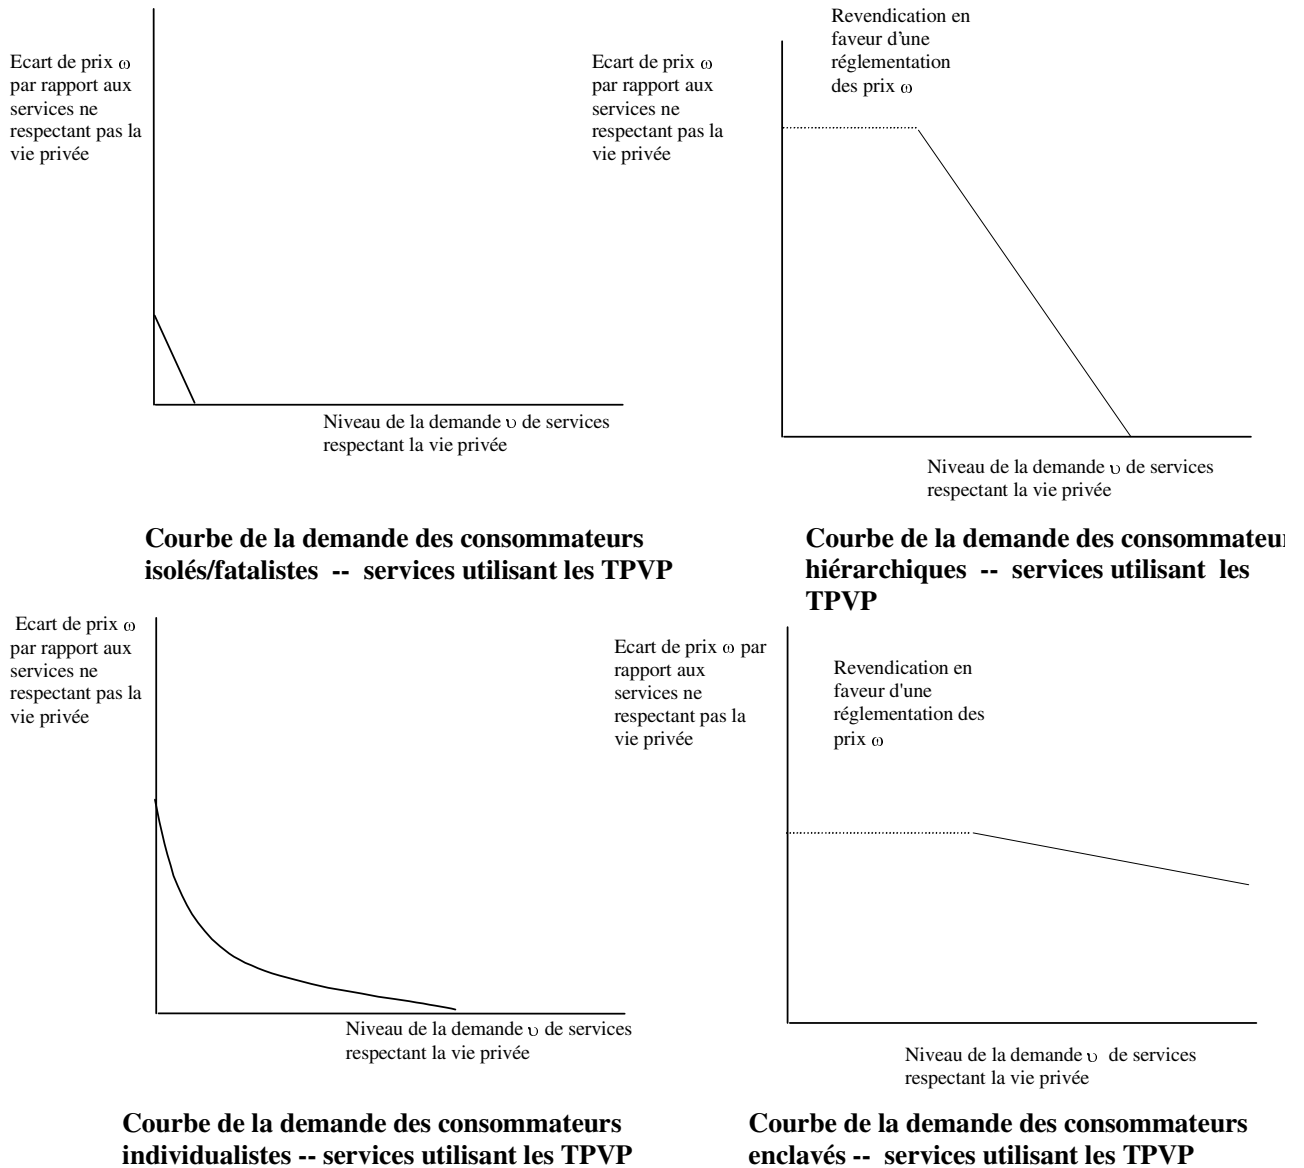 Ecart de prix ω
par rapport aux
services ne
respectant pas la
vie privée
Niveau de la demande υ de services
respectant la vie privée
Courbe de la demande des consommateurs
isolés/fatalistes -- services utilisant les TPVP
Revendication en
faveur d’une
réglementation
des prix ω
Ecart de prix ω
par rapport aux
services ne
respectant pas la
vie privée
Niveau de la demande υ de services
respectant la vie privée
Courbe de la demande des consommateu
hiérarchiques -- services utilisant les
TPVP
Ecart de prix ω
par rapport aux
services ne
respectant pas la
vie privée
Niveau de la demande υ de services
respectant la vie privée
Courbe de la demande des consommateurs
individualistes -- services utilisant les TPVP
Ecart de prix ω par
rapport aux
services ne
respectant pas la
vie privée
Revendication en
faveur d'une
réglementation des
prix ω
Niveau de la demande υ de services
respectant la vie privée
Courbe de la demande des consommateurs
enclavés -- services utilisant les TPVP